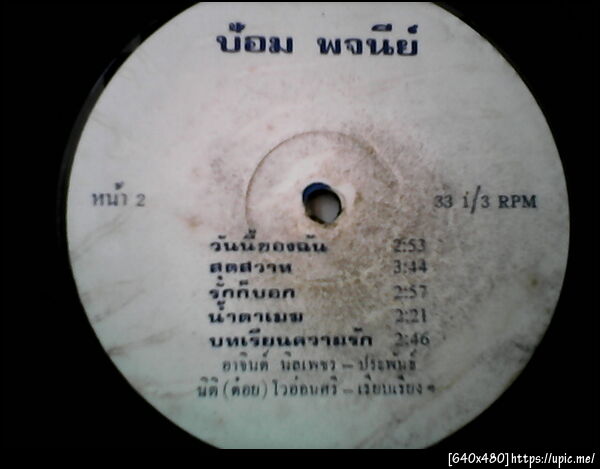 ป้อม พจนีย์
หน้า 2
33 1/3 RPM
วันนี้ของฉัน 2:53
สุดสวาท 3:44
รักก็บอก 2:57
น้ำตาเมฆ 2:21
บทเรียนความรัก 2:46
อาจินต์ นิลเพชร – ประพันธ์
นิติ (ต้อย) ไวอ่อนศรี – เรียบเรียง ฯ
[640x480]https://upic.me/